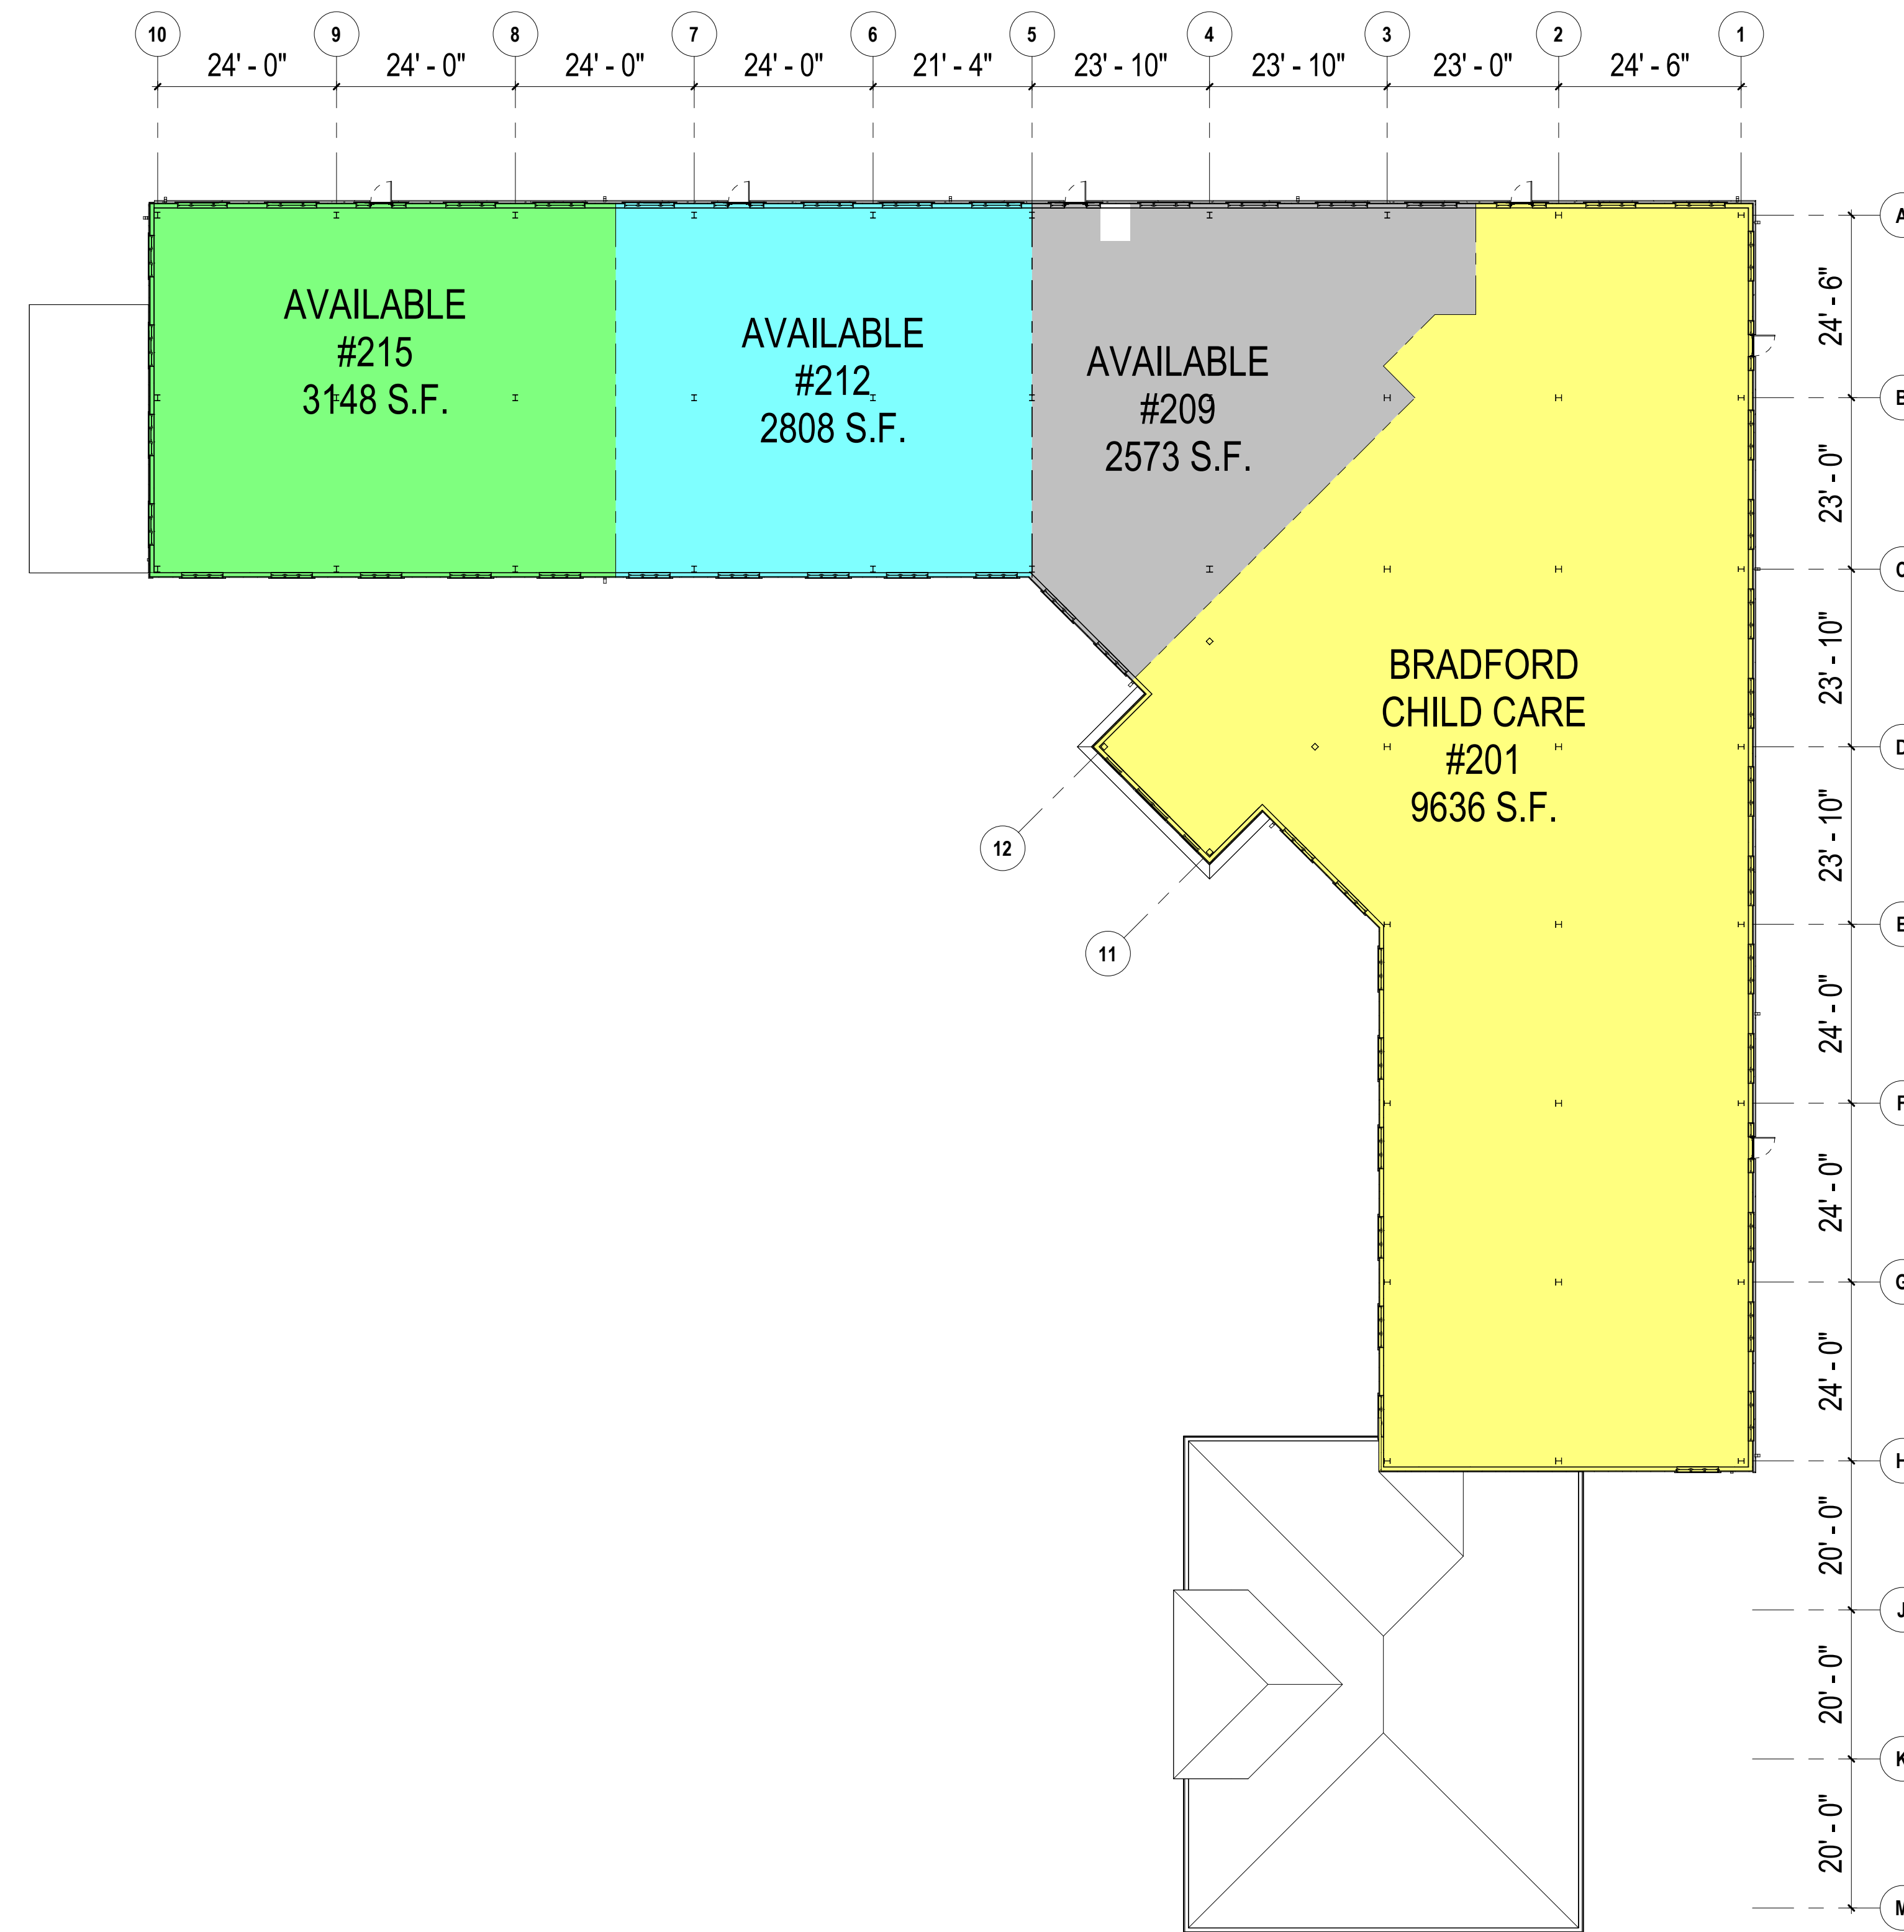 10 9 8 7 6 5 4 3 2 1
24' - 0" 24' - 0" 24' - 0" 24' - 0" 21' - 4" 23' - 10" 23' - 10" 23' - 0" 24' - 6"
A
24' - 6"
B
23' - 0"
C
23' - 10"
D
23' - 10"
E
24' - 0"
F
24' - 0"
G
24' - 0"
H
20' - 0"
J
20' - 0"
K
20' - 0"
M
AVAILABLE
#215
3148 S.F.
AVAILABLE
#212
2808 S.F.
AVAILABLE
#209
2573 S.F.
BRADFORD
CHILD CARE
#201
9636 S.F.
12
11